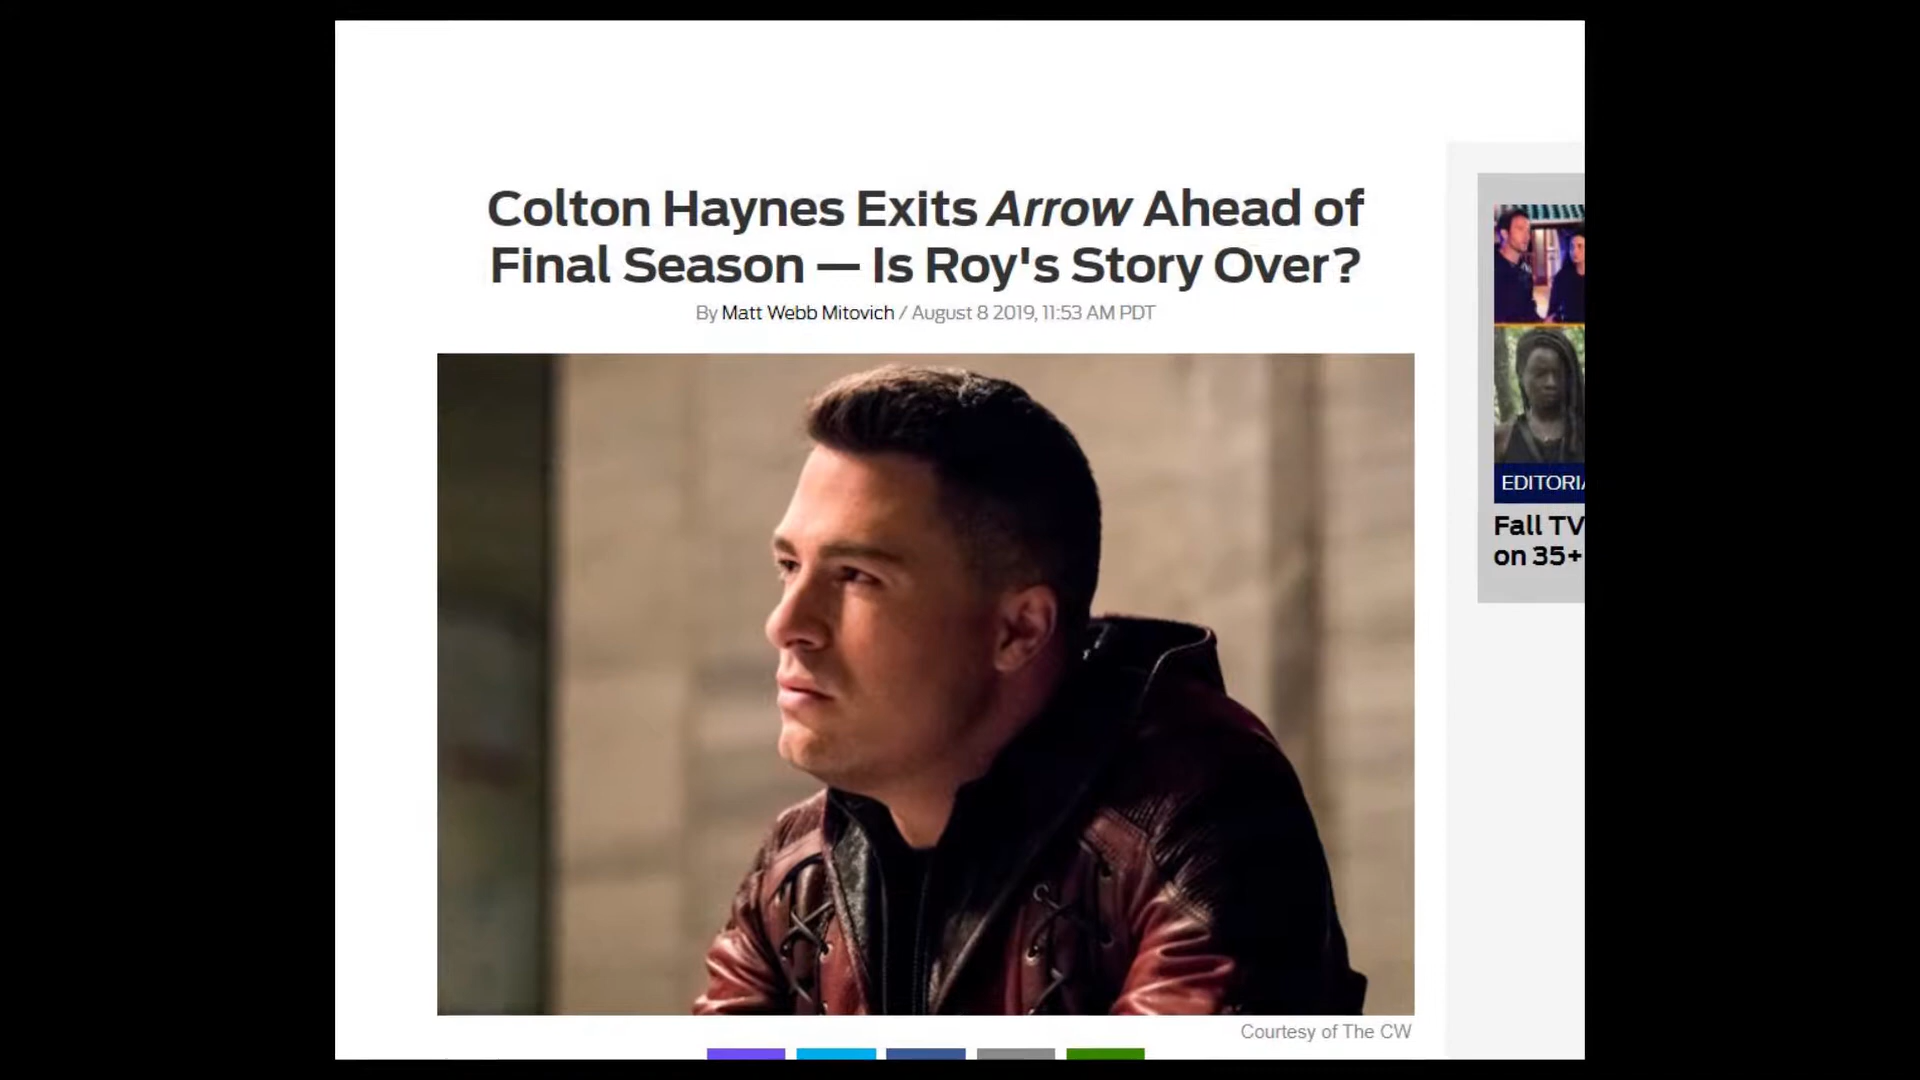 Colton Haynes Exits Arrow Ahead of
Final Season — Is Roy's Story Over?
By Matt Webb Mitovich / August 8 2019, 11:53 AM PDT
EDITORI
Fall TV
on 35+
Courtesy of The CW